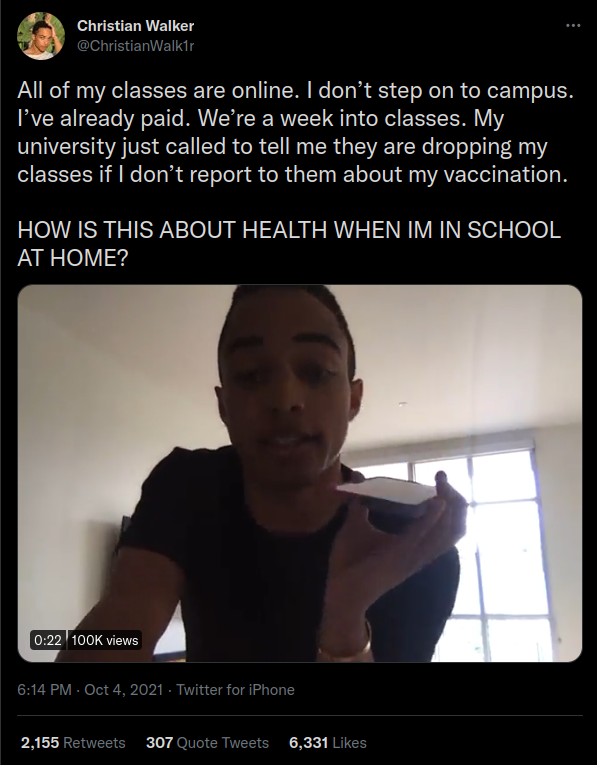 Christian Walker
@ChristianWalk1r
All of my classes are online. I don’t step on to campus.
I’ve already paid. We’re a week into classes. My
university just called to tell me they are dropping my
classes if I don’t report to them about my vaccination.
HOW IS THIS ABOUT HEALTH WHEN IM IN SCHOOL
AT HOME?
0:22 100K views
6:14 PM · Oct 4, 2021 · Twitter for iPhone
2,155 Retweets 307 Quote Tweets 6,331 Likes